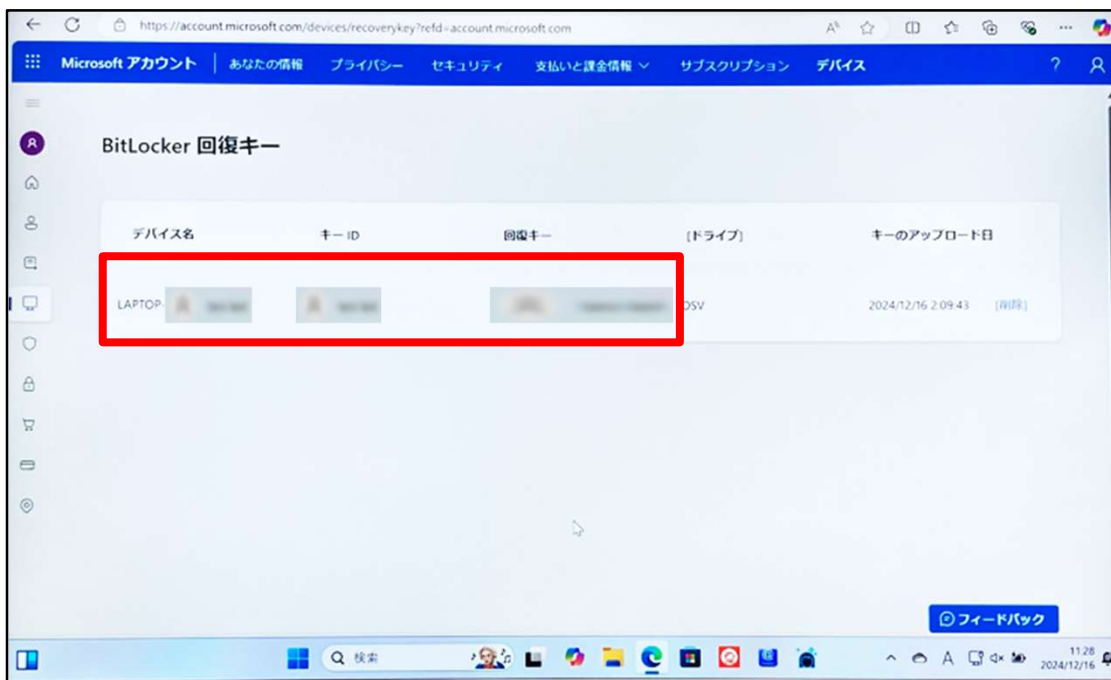 https://account.microsoft.com/devices/recoverykey?refd=account.microsoft.com
Microsoft アカウント あなたの情報 プライバシー セキュリティ 支払いと課金情報 サブスクリプション デバイス ?
BitLocker 回復キー
デバイス名 キー ID 回復キー [ドライブ] キーのアップロード日
LAPTOP- OSV 2024/12/16 2:09:43 [削除]
フィードバック
検索
A
11:28
2024/12/16